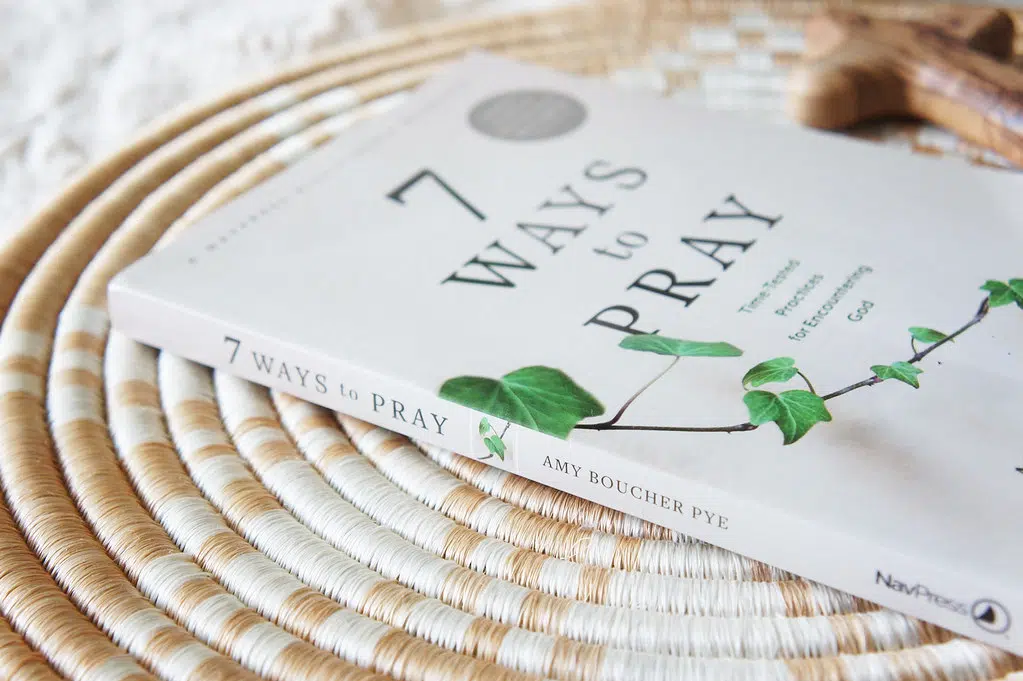 7
WAYS
to
PRAY
Time-Tested
Practices
for Encountering
God
7 WAYS to PRAY
AMY BOUCHER PYE
NavPress